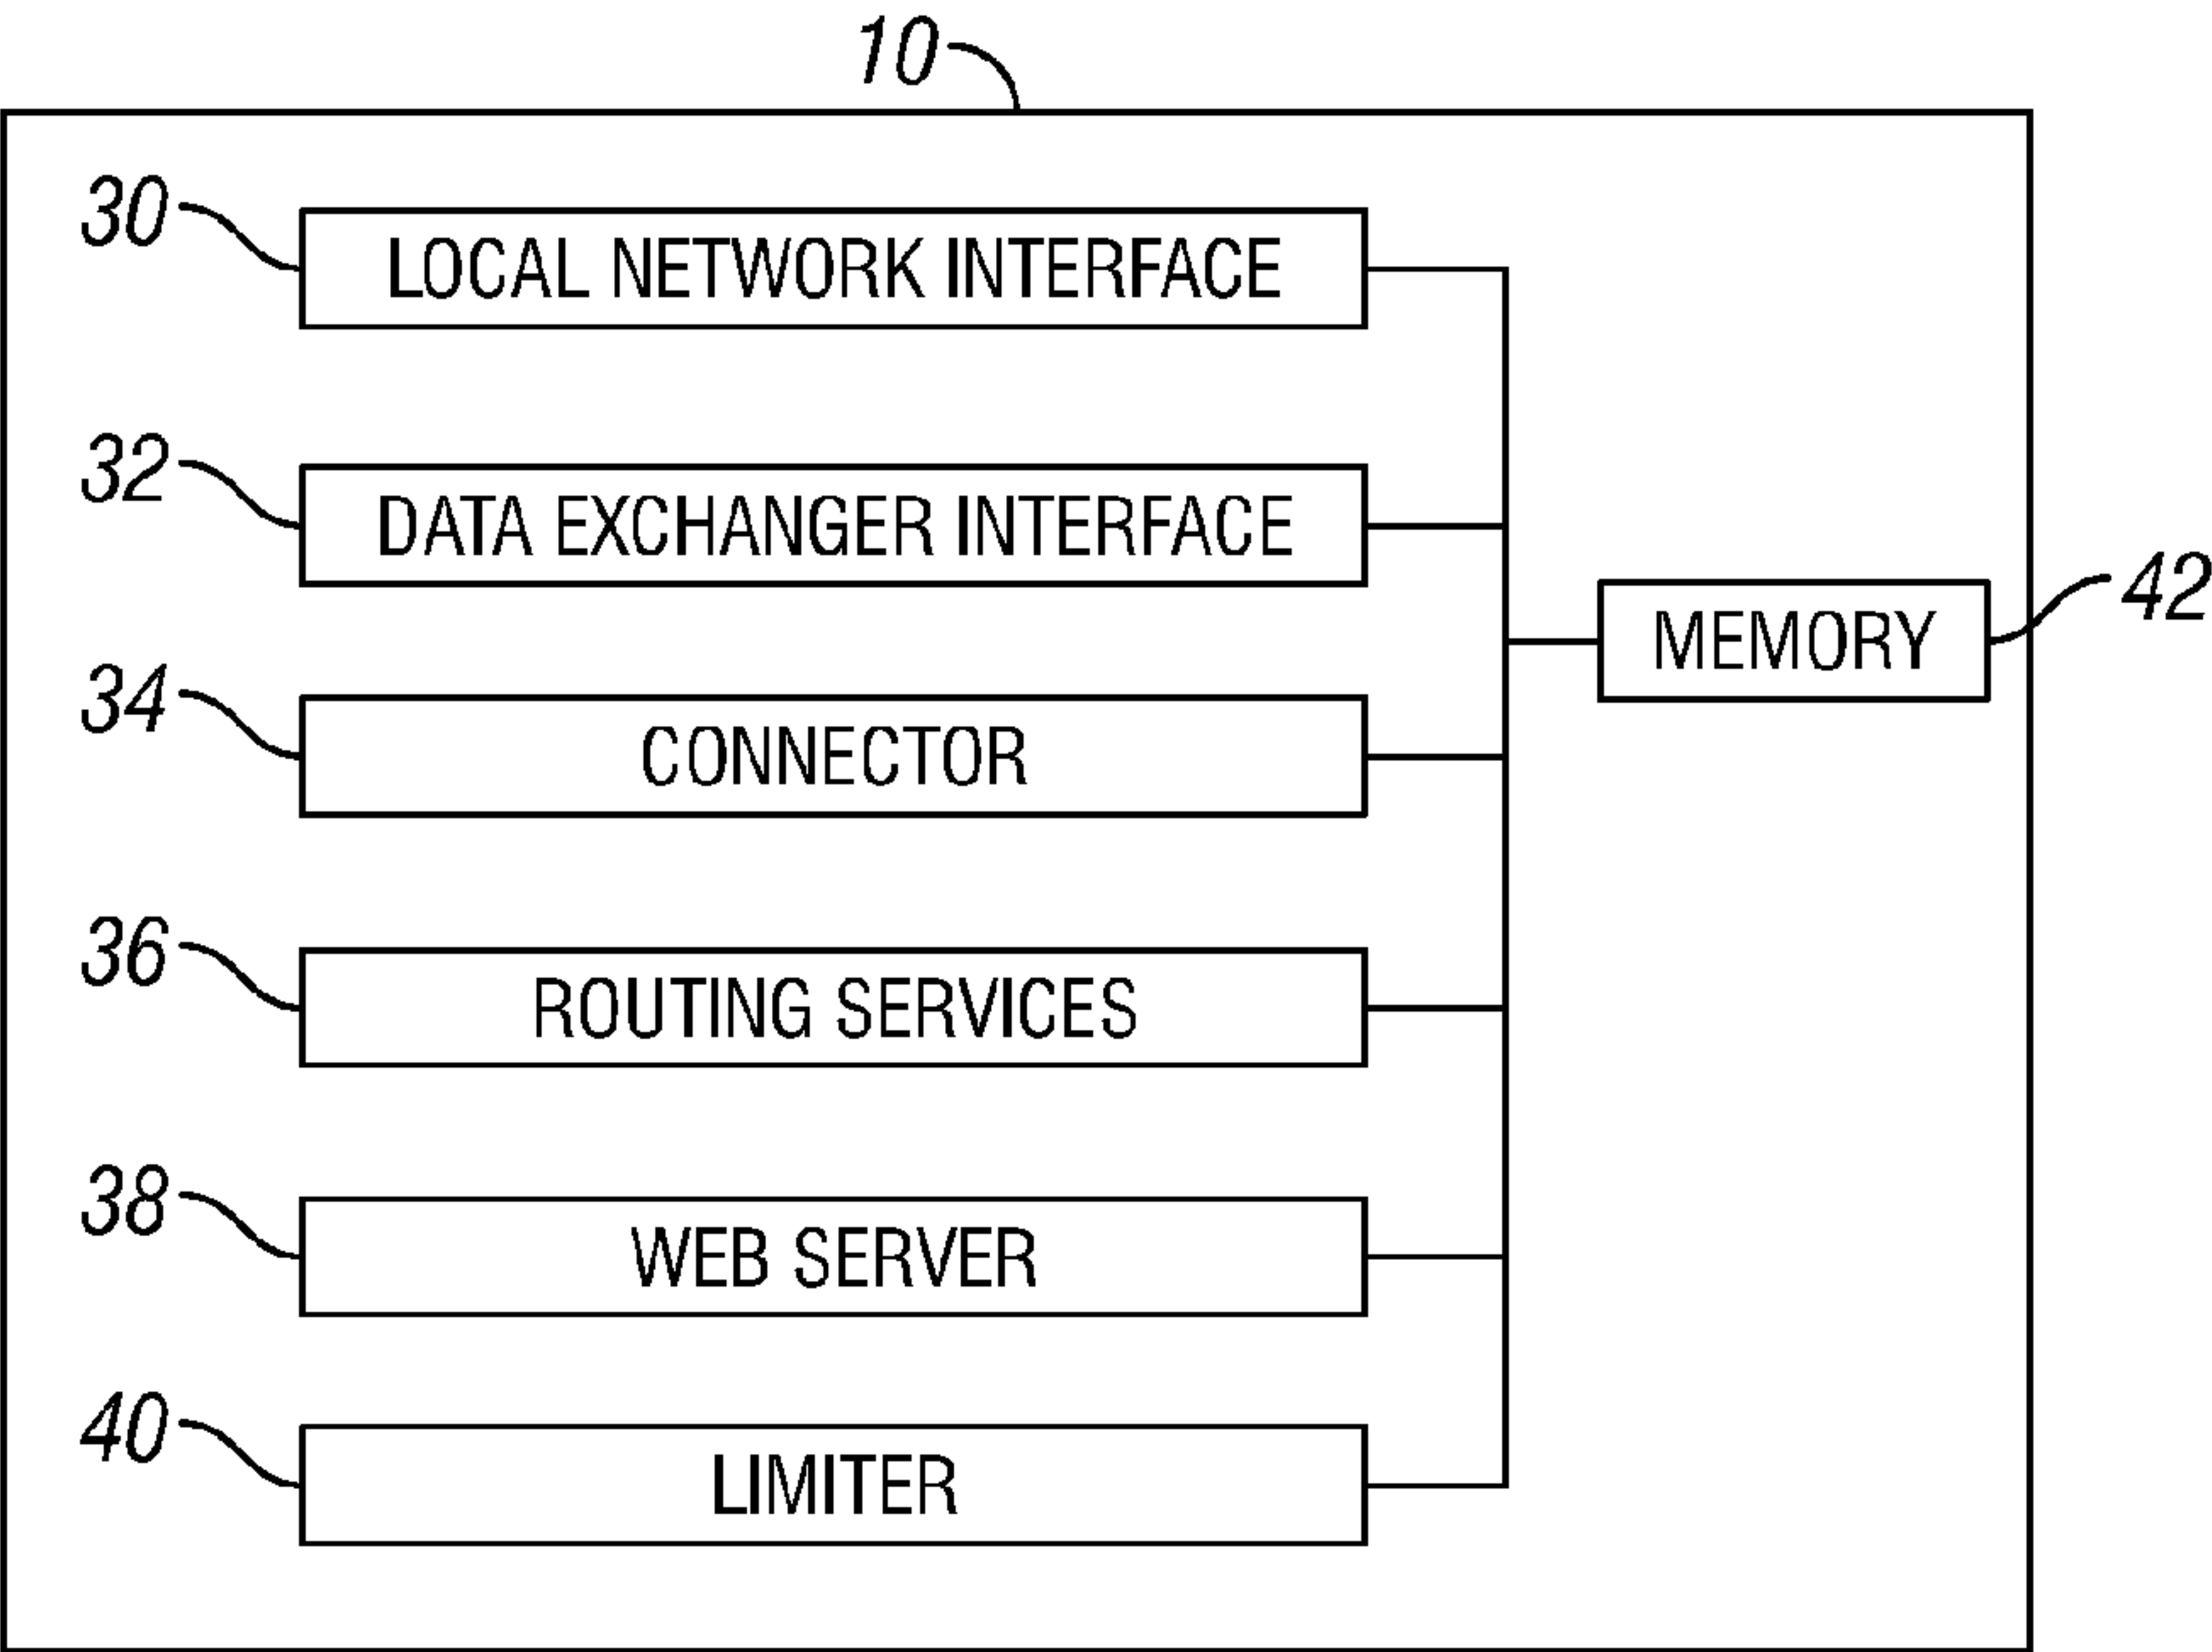 10
30
LOCAL NETWORK INTERFACE
32
DATA EXCHANGER INTERFACE
42
MEMORY
34
CONNECTOR
36
ROUTING SERVICES
38
WEB SERVER
40
LIMITER